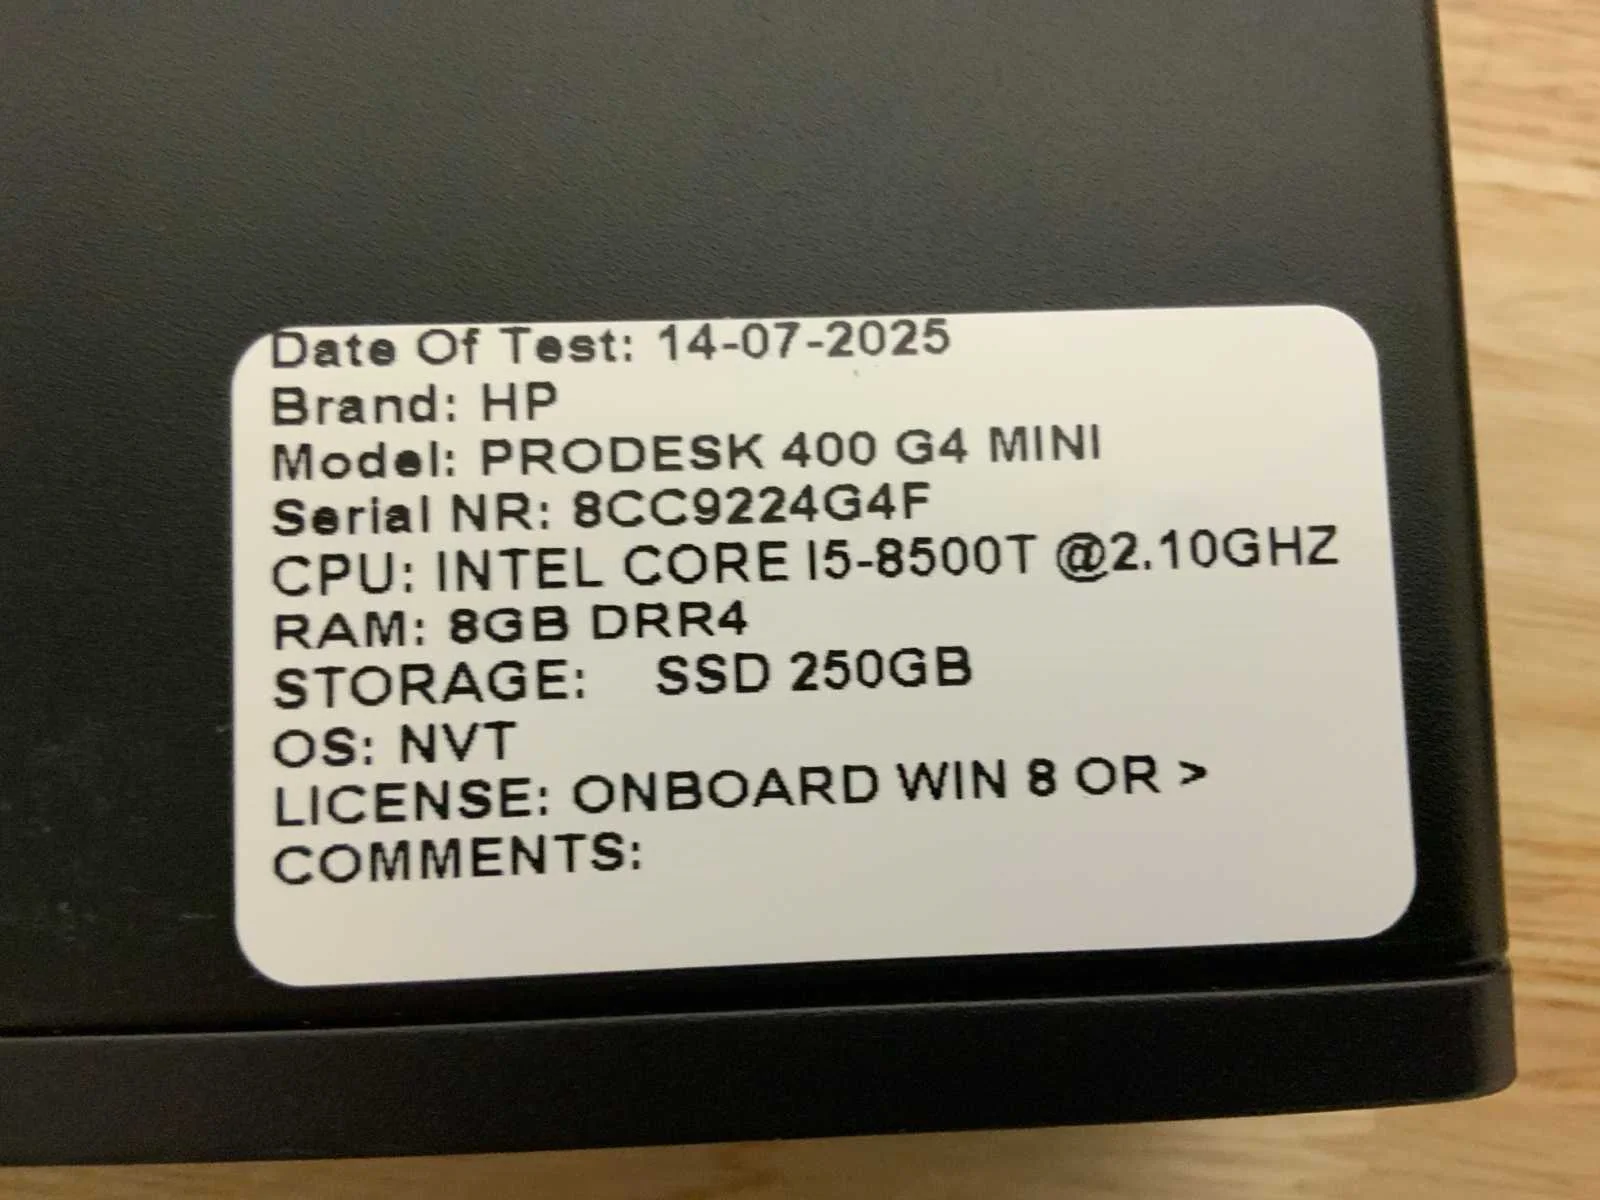 Date Of Test: 14-07-2025
Brand: HP
Model: PRODESK 400 G4 MINI
Serial NR: 8CC9224G4F
CPU: INTEL CORE I5-8500T @2.10GHZ
RAM: 8GB DRR4
STORAGE: SSD 250GB
OS: NVT
LICENSE: ONBOARD WIN 8 OR >
COMMENTS: